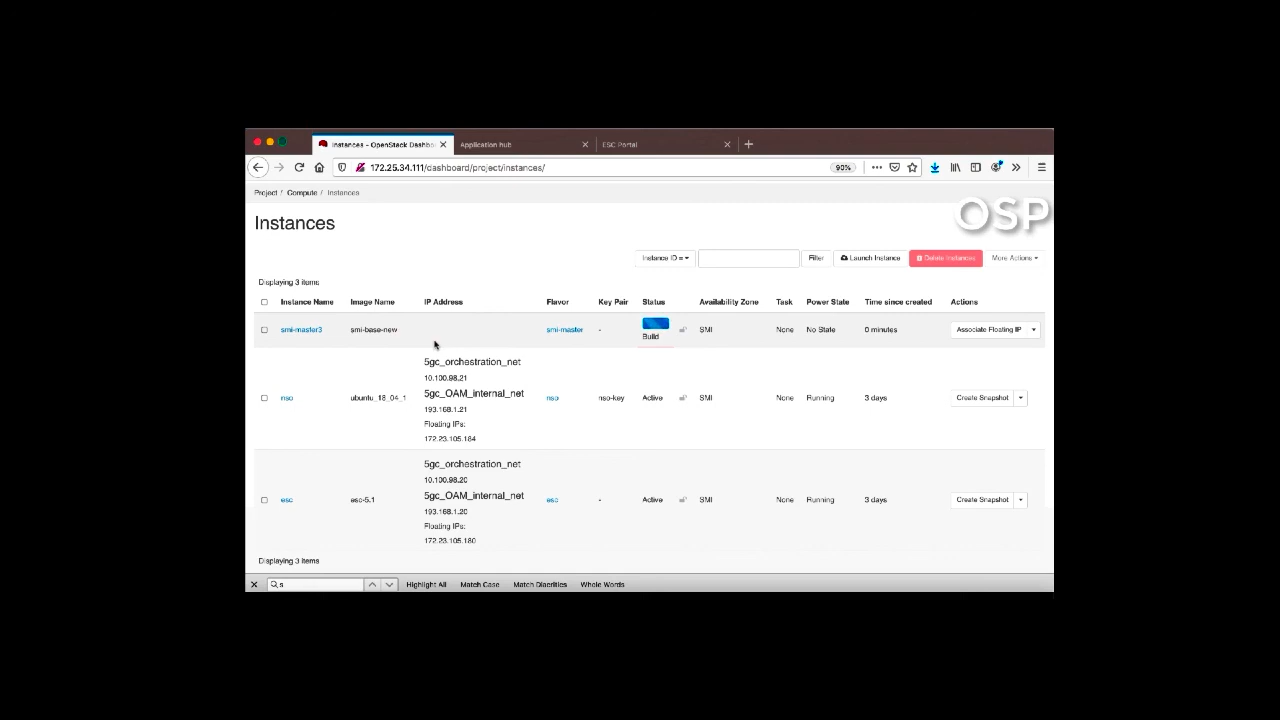 Instances - OpenStack Dashbo
Application hub
ESC Portal
172.25.34.111/dashboard/project/instances/
90%
Project / Compute / Instances
OSP
Instances
Instance ID =
Filter
Launch Instance
Delete Instances
More Actions
Displaying 3 items
Instance Name Image Name IP Address Flavor Key Pair Status Availability Zone Task Power State Time since created Actions
smi-master3 smi-base-new smi-master - Build SMI None No State 0 minutes Associate Floating IP
5gc_orchestration_net
10.100.98.21
5gc_OAM_internal_net
nso ubuntu_18_04_1 nso nso-key Active SMI None Running 3 days Create Snapshot
193.168.1.21
Floating IPs:
172.23.105.184
5gc_orchestration_net
10.100.98.20
5gc_OAM_internal_net
esc esc-5.1 esc - Active SMI None Running 3 days Create Snapshot
193.168.1.20
Floating IPs:
172.23.105.180
Displaying 3 items
s
Highlight All Match Case Match Diacritics Whole Words